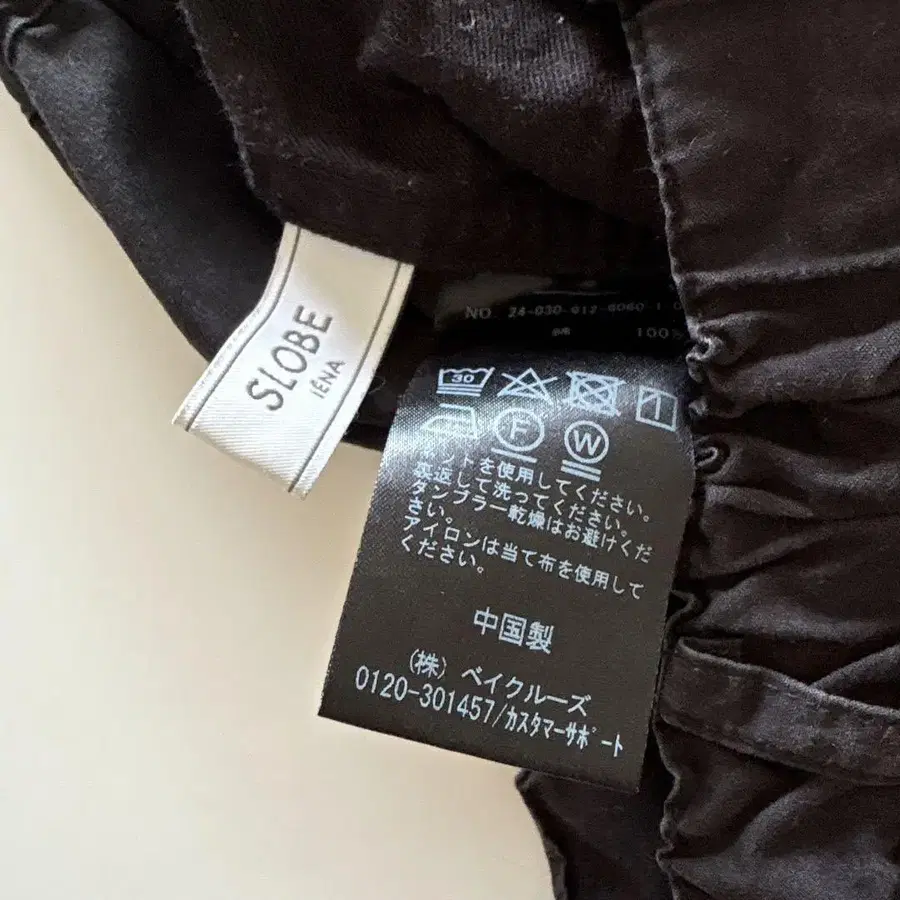 SLOBE
IENA
NO. 24-030-912-6060-1
100%
30
F
W
ネットを使用してください。
裏返して洗ってください。
タンブラー乾燥はお避けくだ
さい。
アイロンは当て布を使用して
ください。
中国製
(株) ベイクルーズ
0120-301457/カスタマーサポート